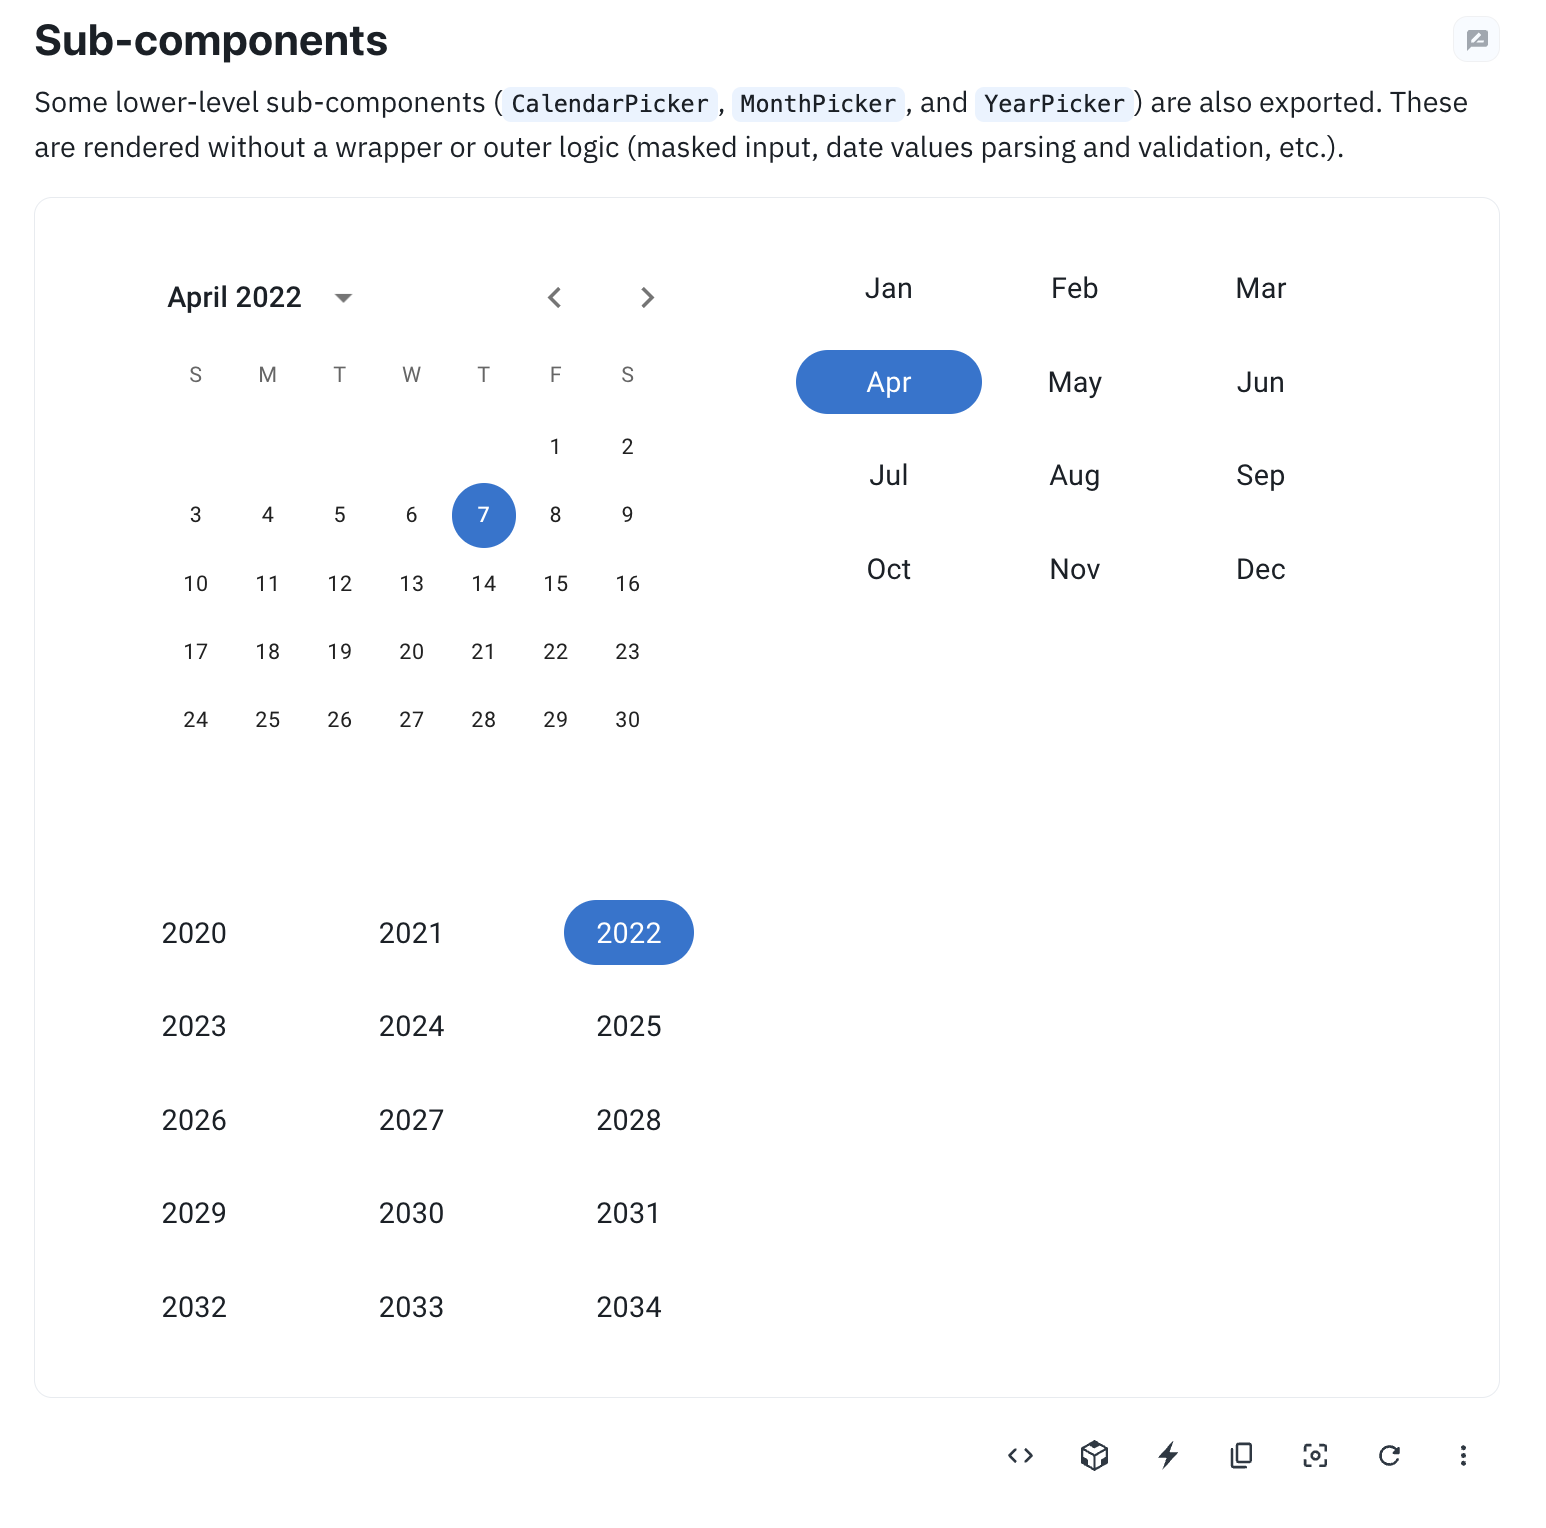 Sub-components
Some lower-level sub-components (CalendarPicker, MonthPicker, and YearPicker) are also exported. These
are rendered without a wrapper or outer logic (masked input, date values parsing and validation, etc.).
April 2022
S M T W T F S
1 2
3 4 5 6 7 8 9
10 11 12 13 14 15 16
17 18 19 20 21 22 23
24 25 26 27 28 29 30
Jan Feb Mar
Apr May Jun
Jul Aug Sep
Oct Nov Dec
2020 2021 2022
2023 2024 2025
2026 2027 2028
2029 2030 2031
2032 2033 2034